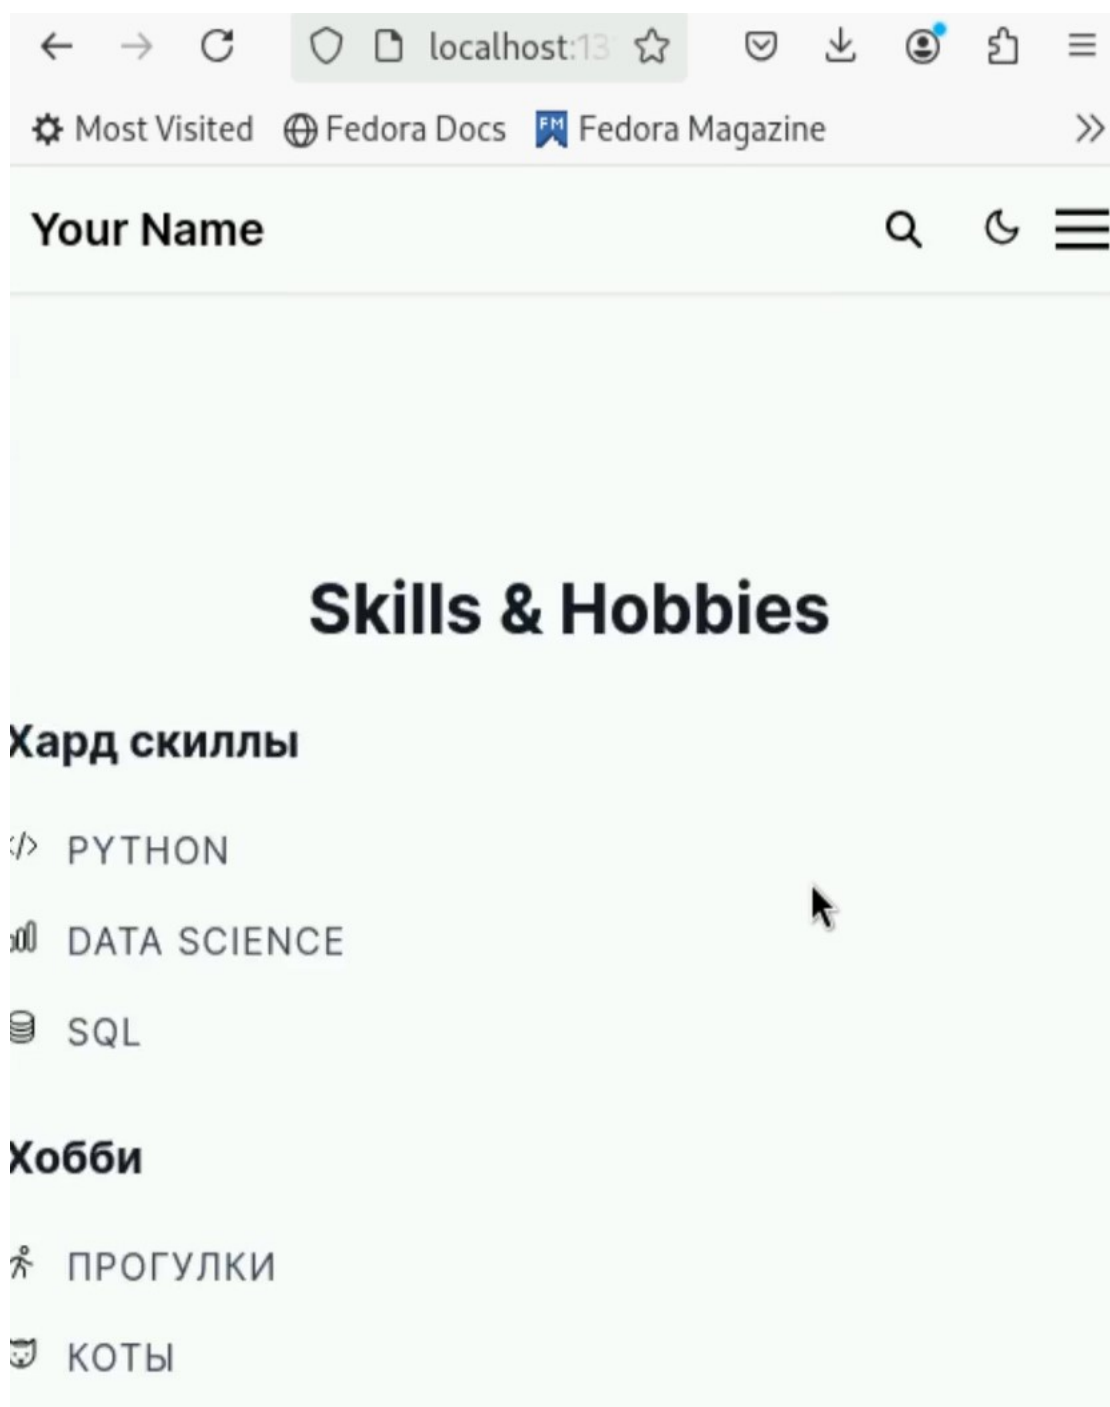 localhost:13
Most Visited Fedora Docs FM Fedora Magazine
Your Name
Skills & Hobbies
Хард скиллы
PYTHON
DATA SCIENCE
SQL
Хобби
ПРОГУЛКИ
КОТЫ